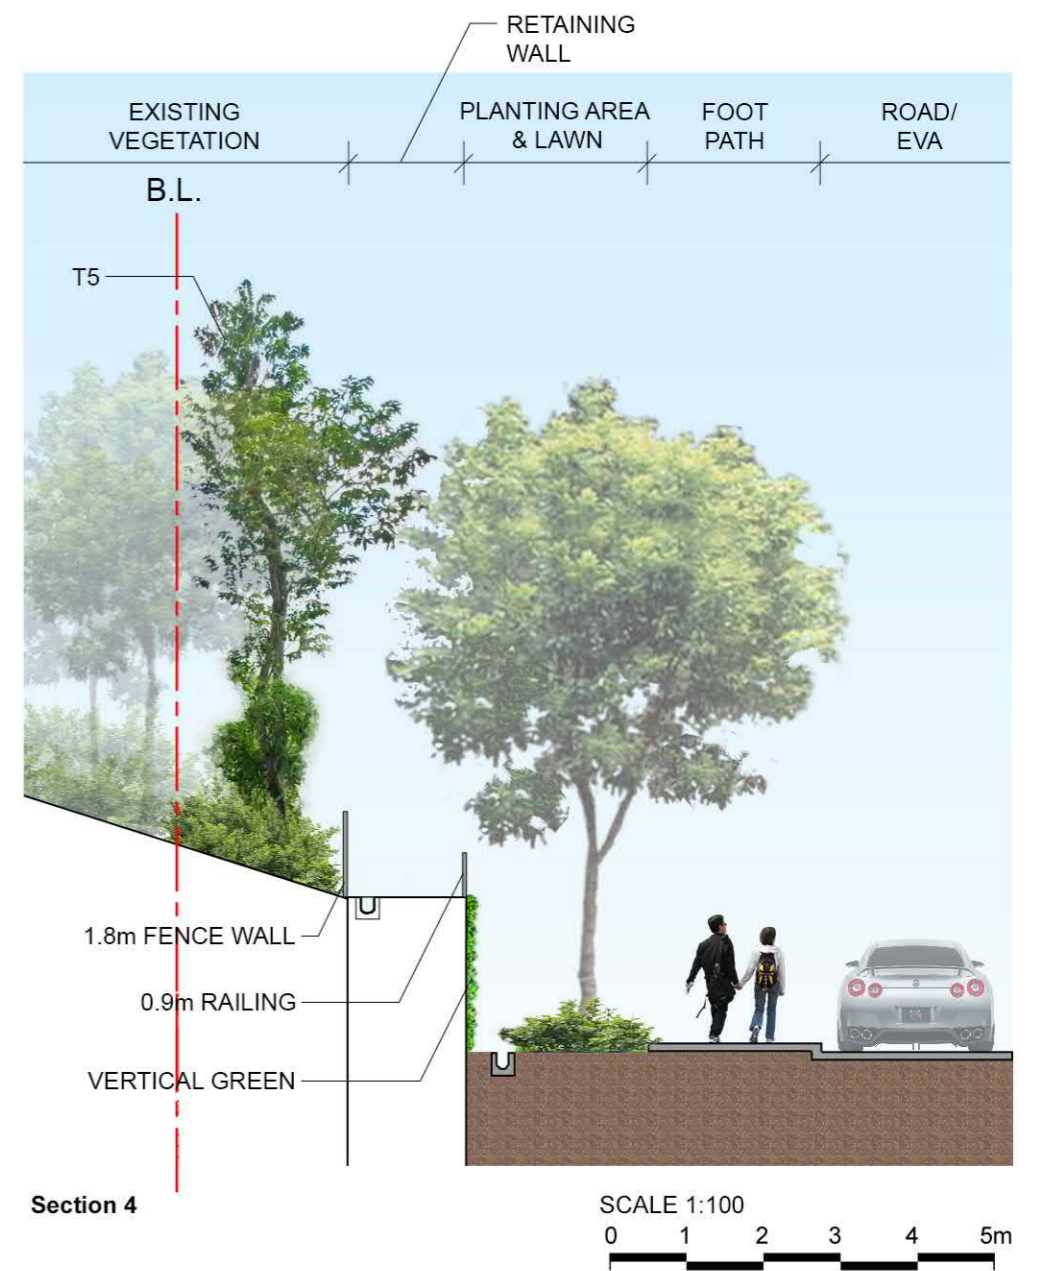 RETAINING
WALL
EXISTING
VEGETATION
PLANTING AREA
& LAWN
FOOT
PATH
ROAD/
EVA
B.L.
T5
1.8m FENCE WALL
0.9m RAILING
VERTICAL GREEN
Section 4
SCALE 1:100
0 1 2 3 4 5m